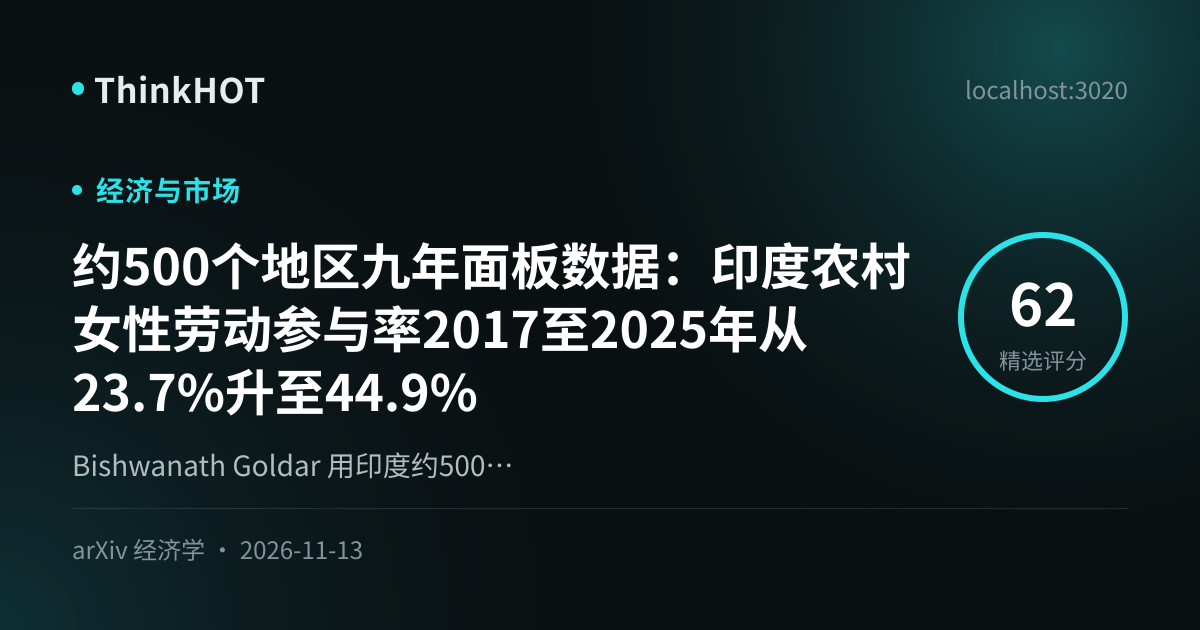 ThinkHOT
localhost:3020
经济与市场
约500个地区九年面板数据：印度农村
女性劳动参与率2017至2025年从
23.7%升至44.9%
62
精选评分
Bishwanath Goldar 用印度约500…
arXiv 经济学 · 2026-11-13